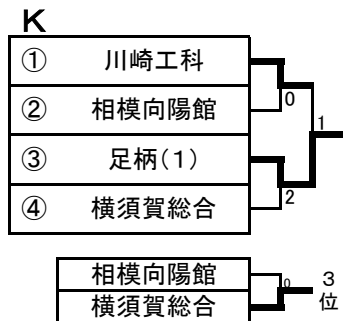 K
① 川崎工科
② 相模向陽館
0
1
③ 足柄(1)
④ 横須賀総合
2
相模向陽館
0
横須賀総合
3位